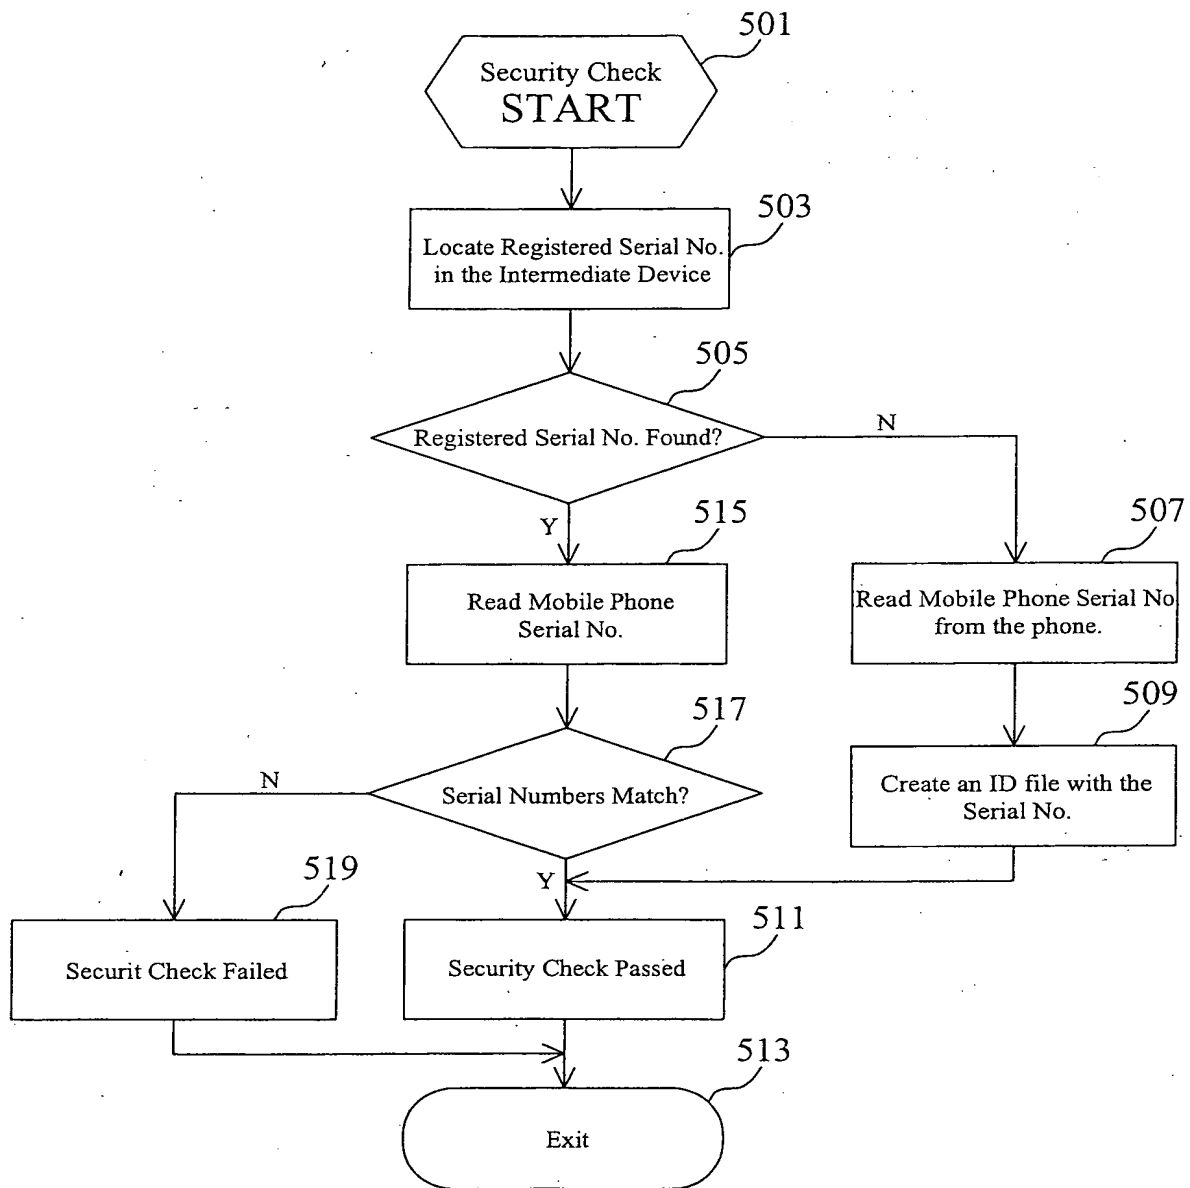 501
Security Check
START
503
Locate Registered Serial No.
in the Intermediate Device
505
Registered Serial No. Found?
N
Y
515
Read Mobile Phone
Serial No.
507
Read Mobile Phone Serial No
from the phone.
517
Serial Numbers Match?
N
Y
509
Create an ID file with the
Serial No.
519
Securit Check Failed
511
Security Check Passed
513
Exit